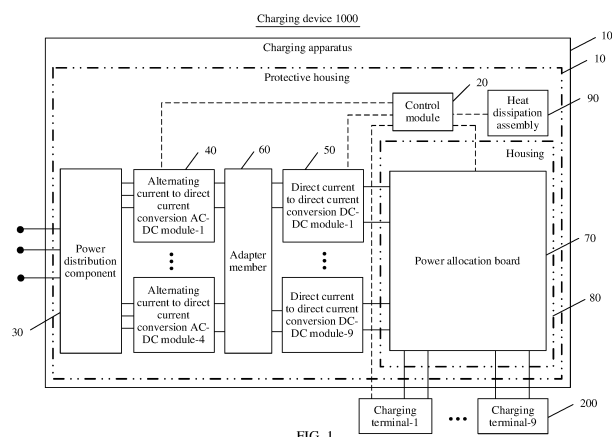 Charging device 1000
Charging apparatus
10
Protective housing
10
20
Control
module
90
Heat
dissipation
assembly
40
60
50
Housing
Alternating
current to direct
current
conversion AC-
DC module-1
Direct current
to direct current
conversion DC-
DC module-1
Power
distribution
component
Adapter
member
Power allocation board
70
Alternating
current to direct
current
conversion AC-
DC module-4
Direct current
to direct current
conversion DC-
DC module-9
80
30
Charging
terminal-1
Charging
terminal-9
200
FIG. 1